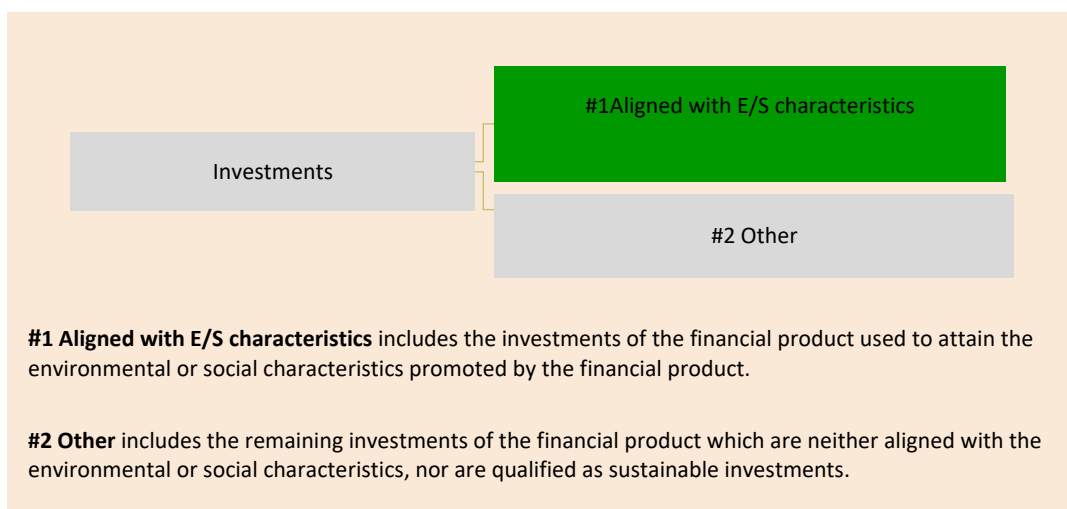 #1Aligned with E/S characteristics
Investments
#2 Other
#1 Aligned with E/S characteristics includes the investments of the financial product used to attain the
environmental or social characteristics promoted by the financial product.
#2 Other includes the remaining investments of the financial product which are neither aligned with the
environmental or social characteristics, nor are qualified as sustainable investments.